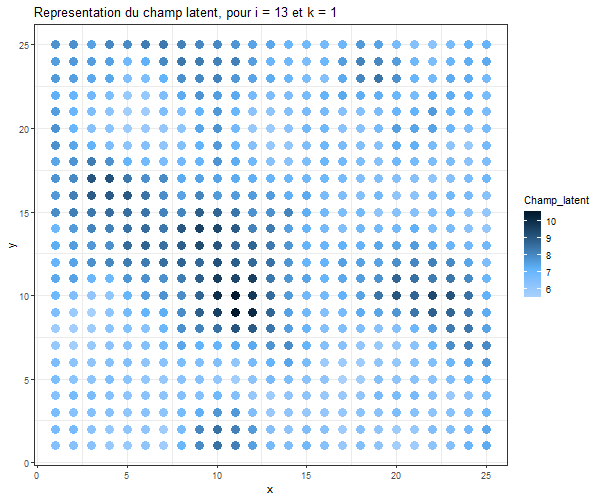 Representation du champ latent, pour i = 13 et k = 1
25
20
15
10
5
0
y
0 5 10 15 20 25
x
Champ_latent
10
9
8
7
6